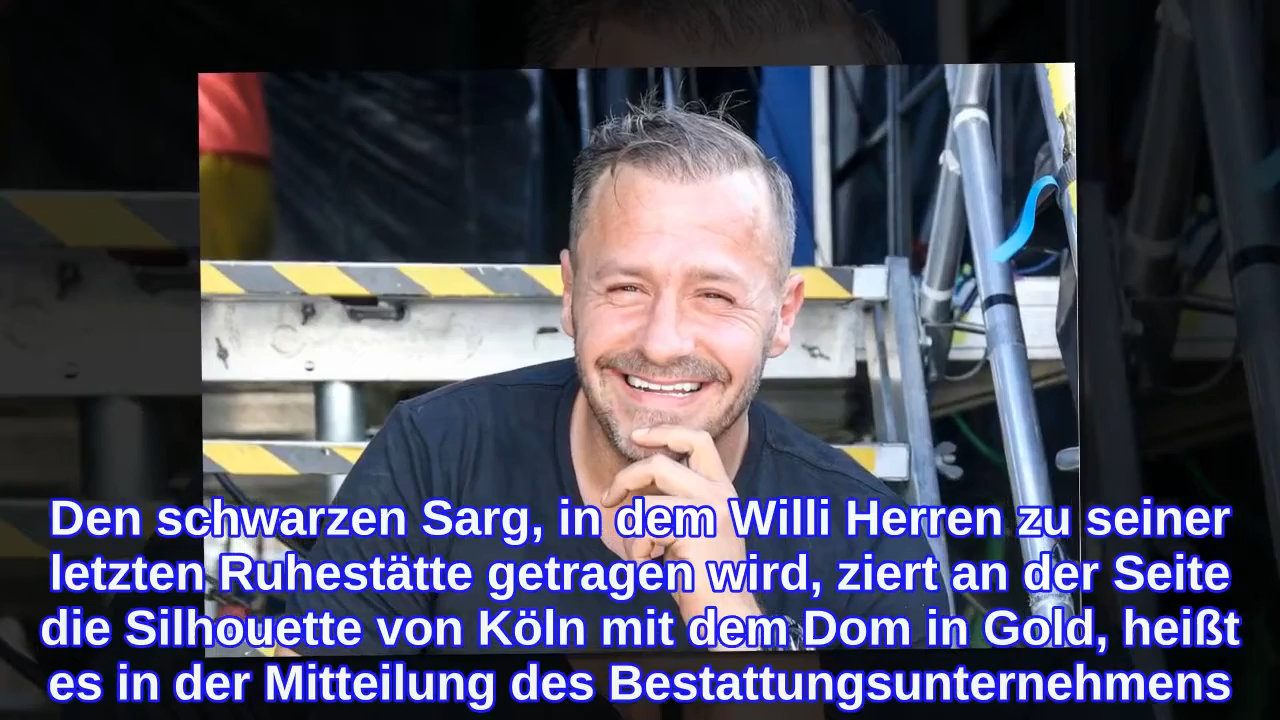 Den schwarzen Sarg, in dem Willi Herren zu seiner
letzten Ruhestätte getragen wird, ziert an der Seite
die Silhouette von Köln mit dem Dom in Gold, heißt
es in der Mitteilung des Bestattungsunternehmens